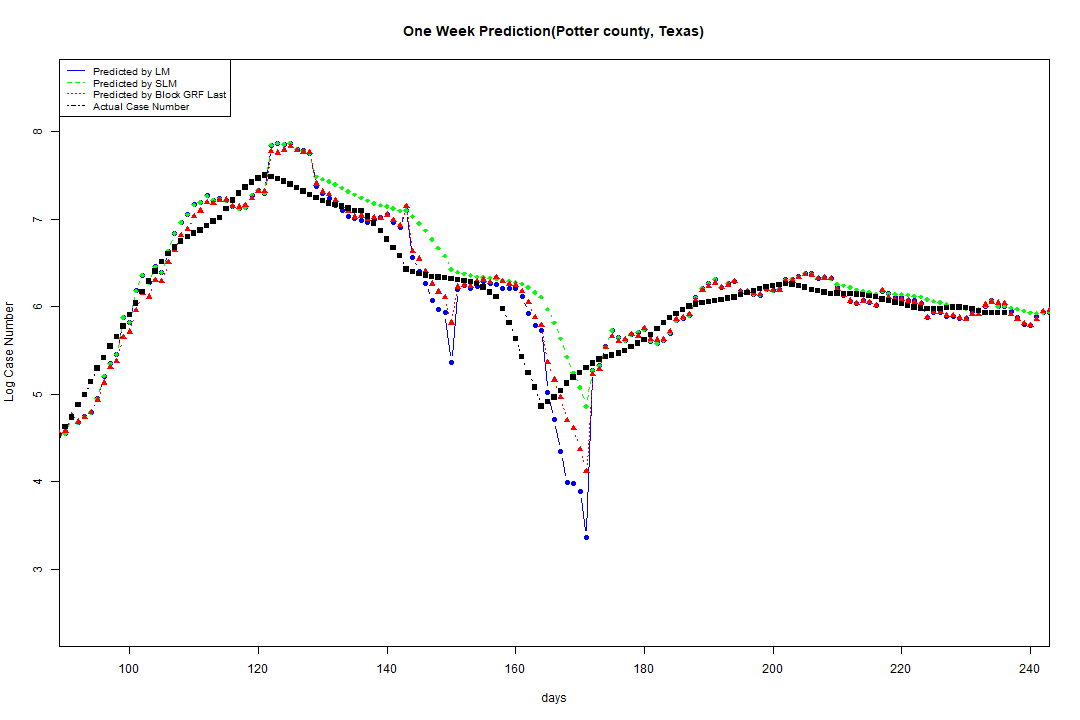 One Week Prediction(Potter county, Texas)
Predicted by LM
Predicted by SLM
Predicted by Block GRF Last
Actual Case Number
8
7
6
5
4
3
Log Case Number
100 120 140 160 180 200 220 240
days